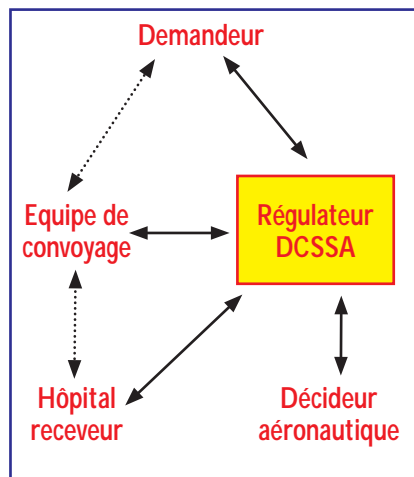 Demandeur
Equipe de
convoyage
Régulateur
DCSSA
Hôpital
receveur
Décideur
aéronautique